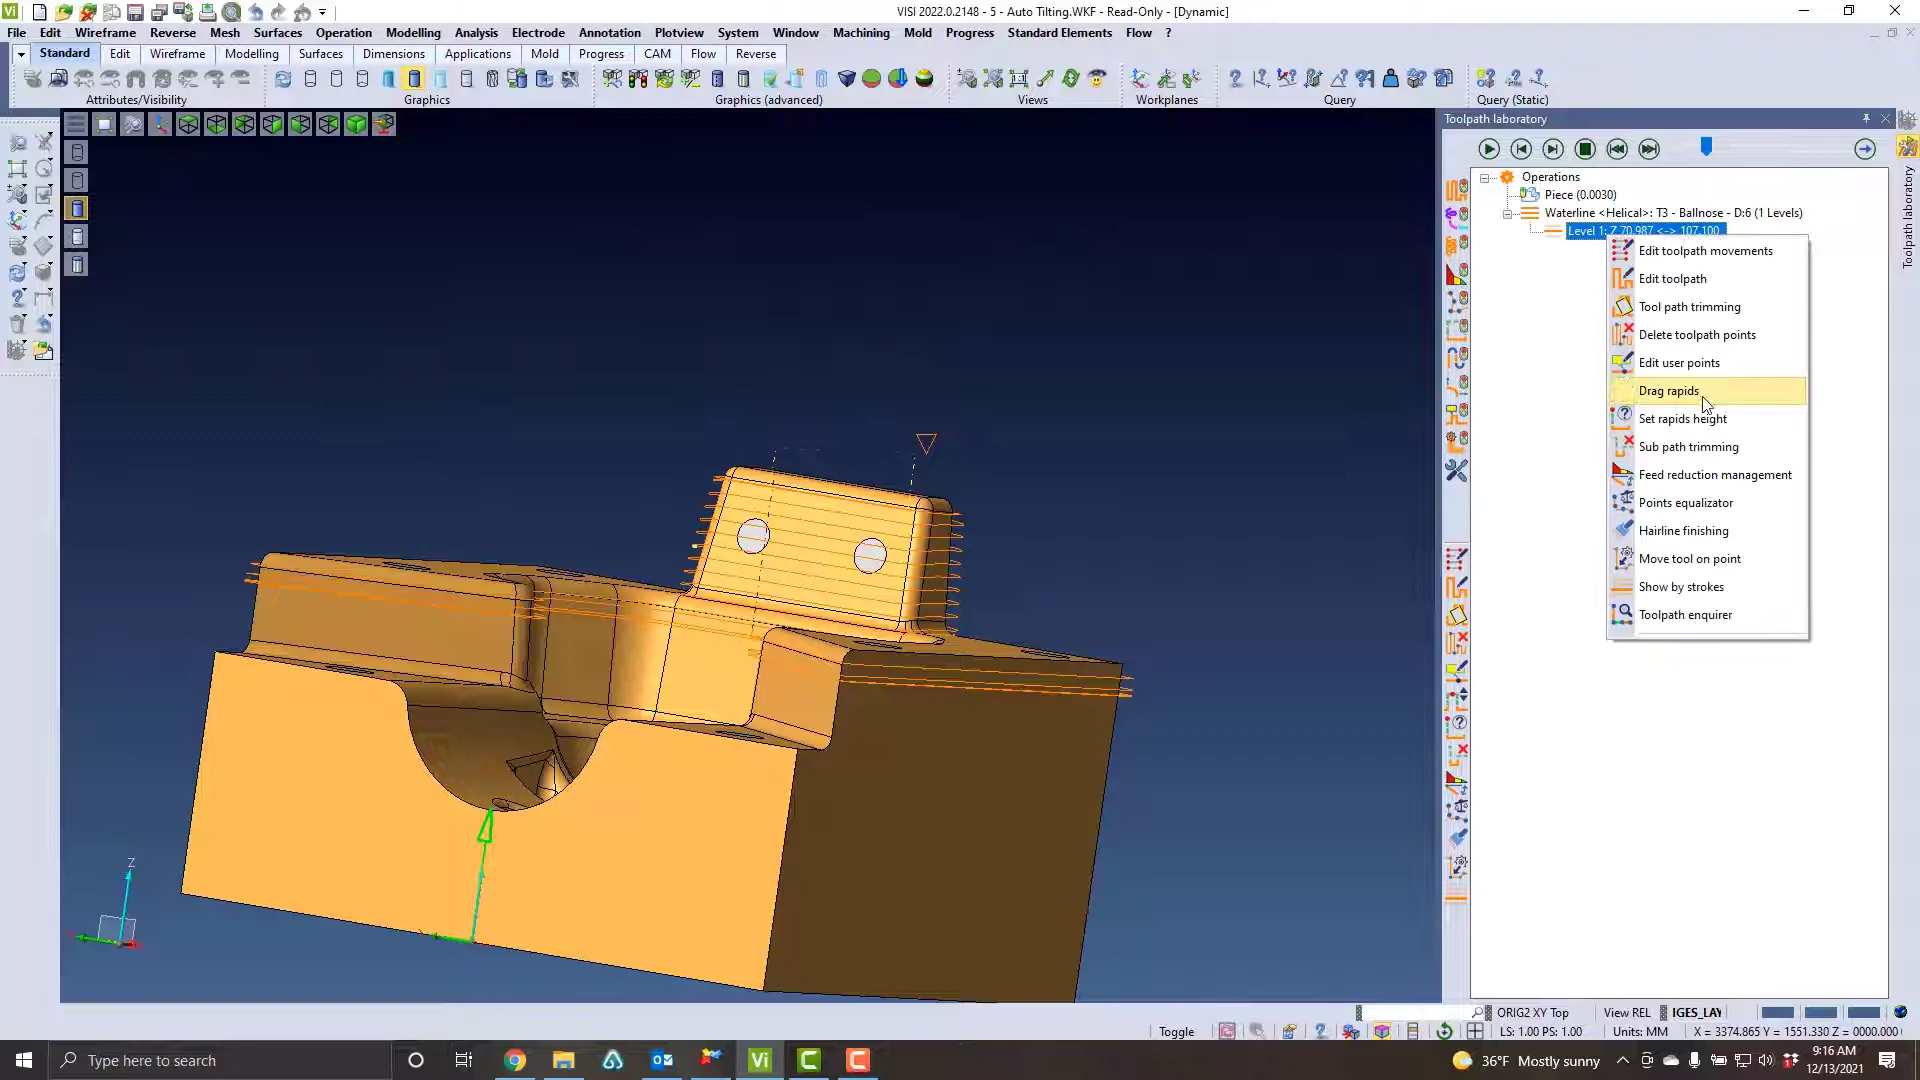 VISI 2022.0.2148 - 5 - Auto Tilting.WKF - Read-Only - [Dynamic]
File Edit Wireframe Reverse Mesh Surfaces Operation Modelling Analysis Electrode Annotation Plotview System Window Machining Mold Progress Standard Elements Flow ?
Standard Edit Wireframe Modelling Surfaces Dimensions Applications Mold Progress CAM Flow Reverse
Attributes/Visibility Graphics Graphics (advanced) Views Workplanes Query Query (Static)
Toolpath laboratory
Operations
Piece (0.0030)
Waterline <Helical>: T3 - Ballnose - D:6 (1 Levels)
Level 1: Z 70.987 <-> 107.100
Edit toolpath movements
Edit toolpath
Tool path trimming
Delete toolpath points
Edit user points
Drag rapids
Set rapids height
Sub path trimming
Feed reduction management
Points equalizator
Hairline finishing
Move tool on point
Show by strokes
Toolpath enquirer
Toolpath laboratory
Z
ORIG2 XY Top View REL IGES_LAY
Toggle LS: 1.00 PS: 1.00 Units: MM X = 3374.865 Y = 1551.330 Z = 0000.000
Type here to search
Vi
36°F Mostly sunny
9:16 AM
12/13/2021